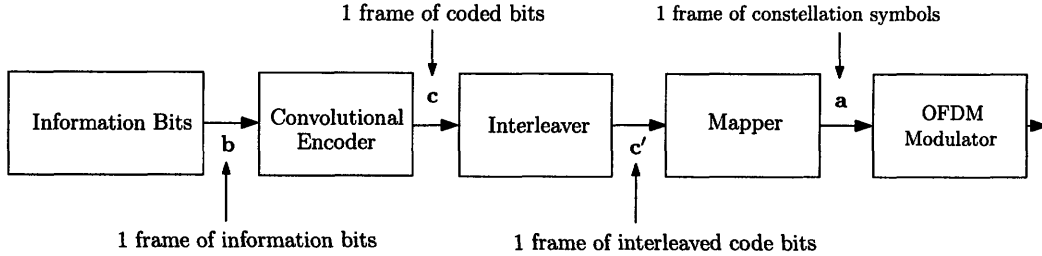 1 frame of coded bits
1 frame of constellation symbols
Information Bits
b
Convolutional
Encoder
c
Interleaver
c′
Mapper
a
OFDM
Modulator
1 frame of information bits
1 frame of interleaved code bits